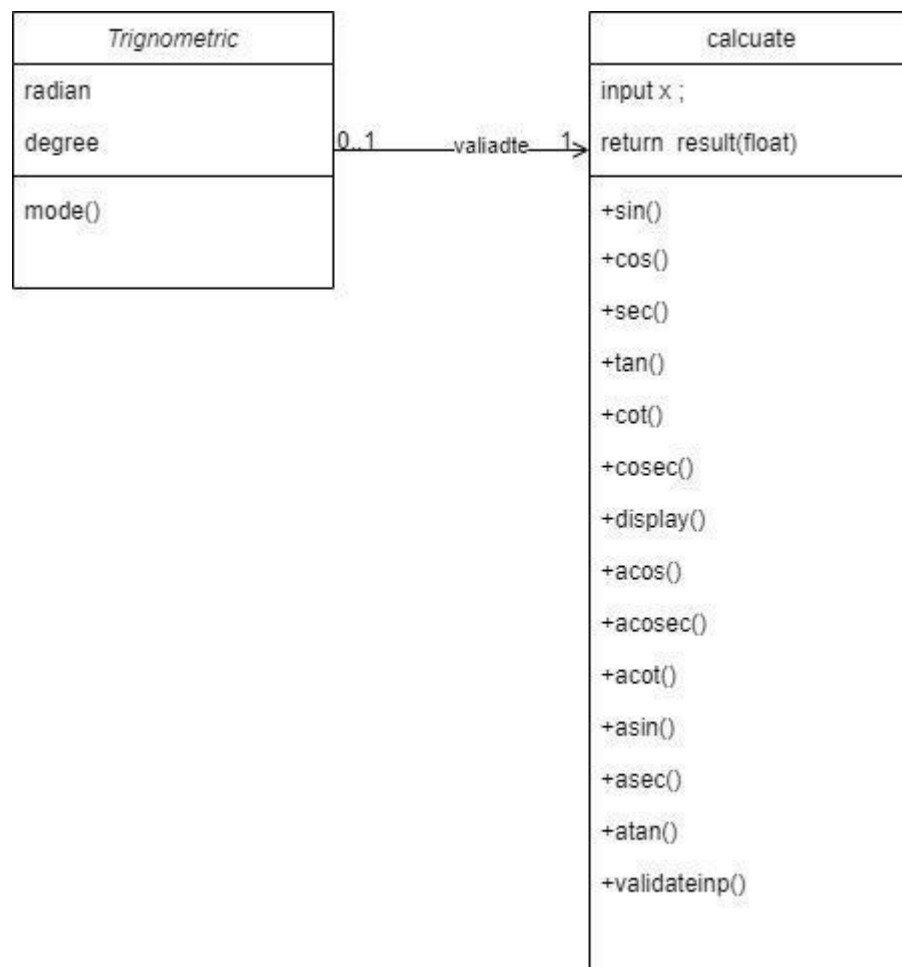 Trignometric
radian
degree
mode()
0..1
valiadte
1
calcuate
input x ;
return result(float)
+sin()
+cos()
+sec()
+tan()
+cot()
+cosec()
+display()
+acos()
+acosec()
+acot()
+asin()
+asec()
+atan()
+validateinp()